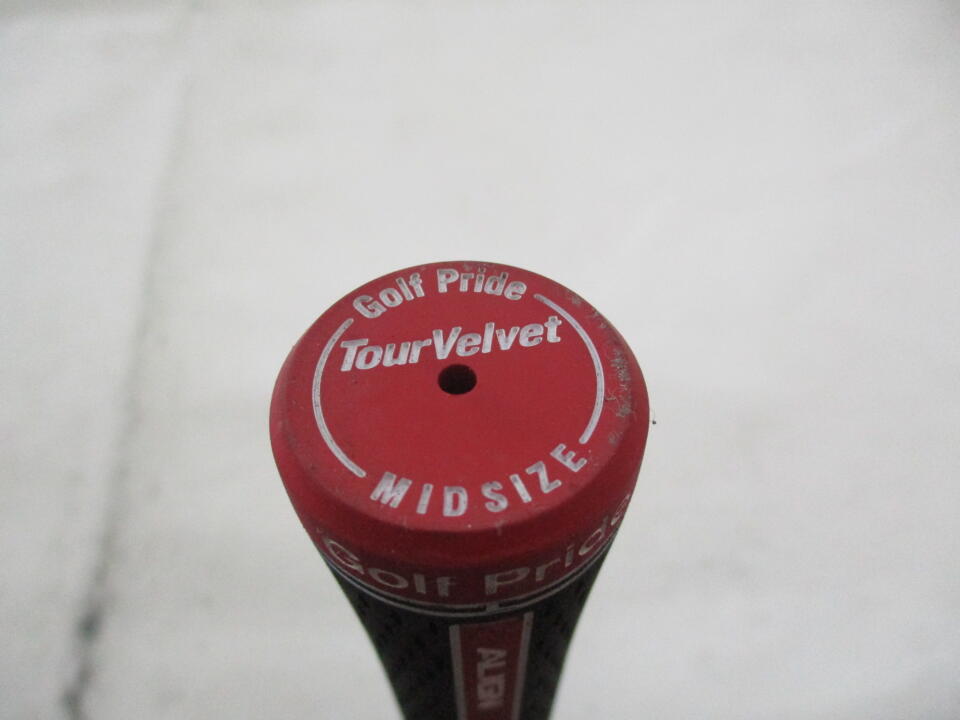 Golf Pride
TourVelvet
MIDSIZE
Golf Pride
ALIGN